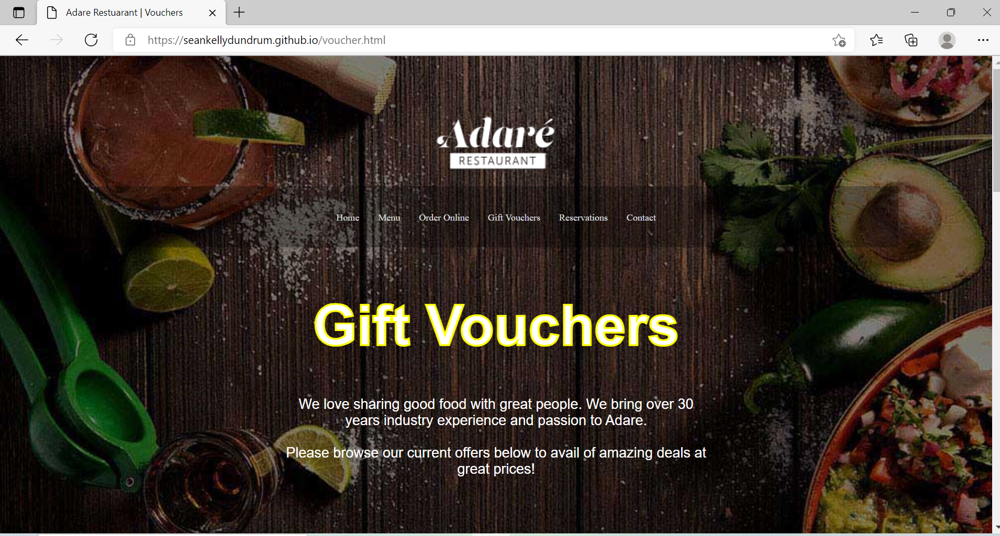 Adare Restuarant | Vouchers
https://seankellydundrum.github.io/voucher.html
Adaré
RESTAURANT
Home Menu Order Online Gift Vouchers Reservations Contact
Gift Vouchers
We love sharing good food with great people. We bring over 30
years industry experience and passion to Adare.
Please browse our current offers below to avail of amazing deals at
great prices!